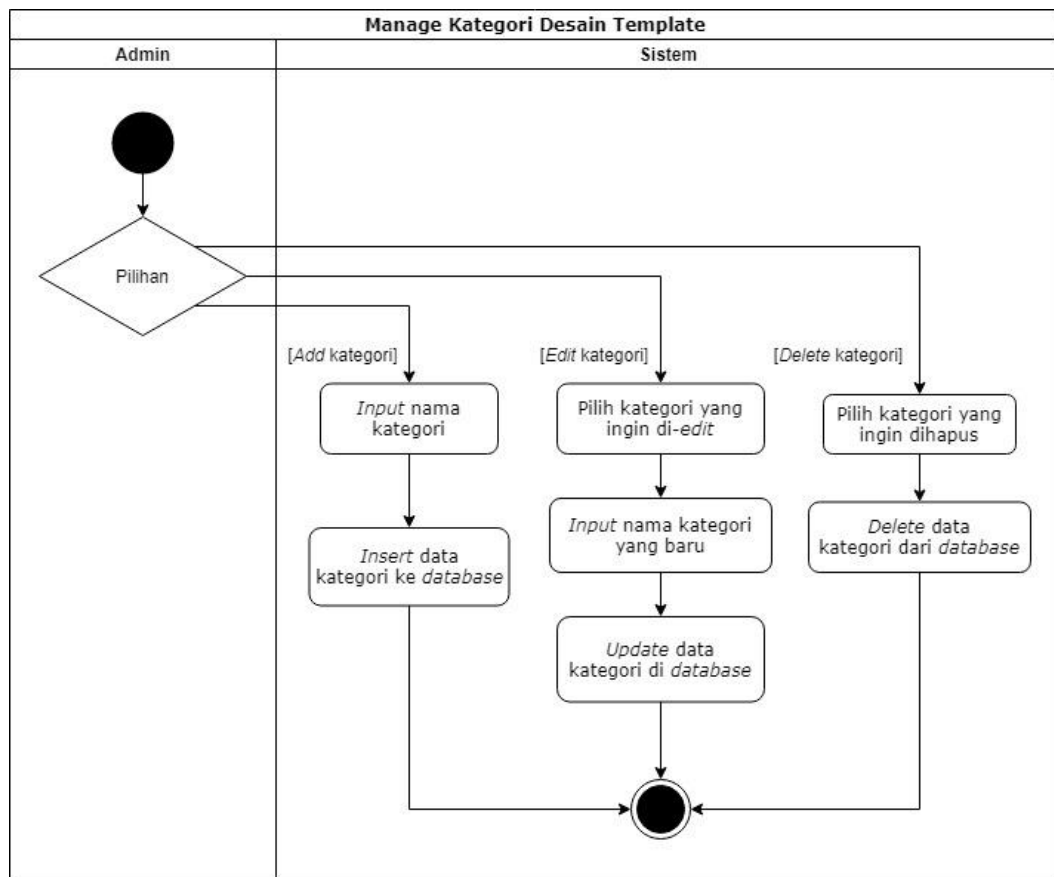 Manage Kategori Desain Template
Admin
Sistem
Pilihan
[Add kategori]
[Edit kategori]
[Delete kategori]
Input nama
kategori
Pilih kategori yang
ingin di-edit
Pilih kategori yang
ingin dihapus
Insert data
kategori ke database
Input nama kategori
yang baru
Delete data
kategori dari database
Update data
kategori di database